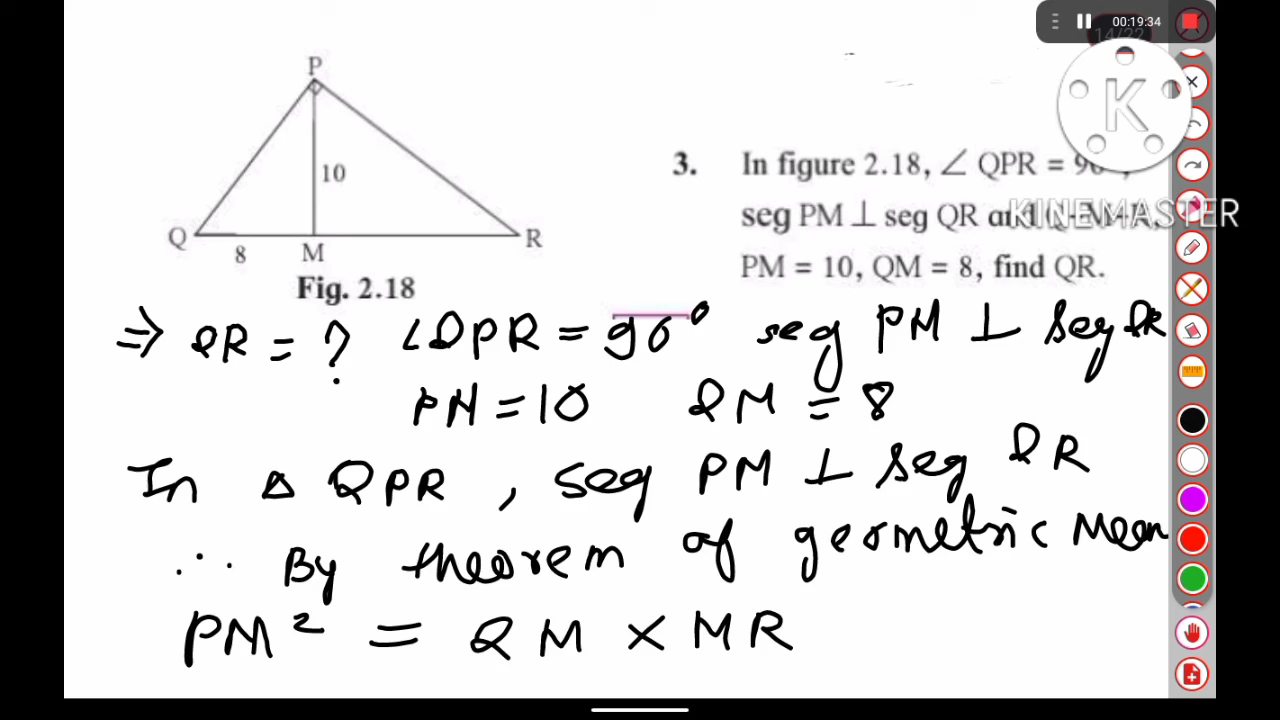 00:19:34
14/22
P
K
10
3. In figure 2.18, ∠ QPR = 90°,
seg PM ⊥ seg QR and Q-M-R,
KINEMASTER
PM = 10, QM = 8, find QR.
Q
8
M
R
Fig. 2.18
⇒ QR = ? ∠QPR = 90° seg PM ⊥ seg QR
PM = 10 QM = 8
In △ QPR , seg PM ⊥ seg QR
∴ By theorem of geometric Mean
PM² = QM × MR